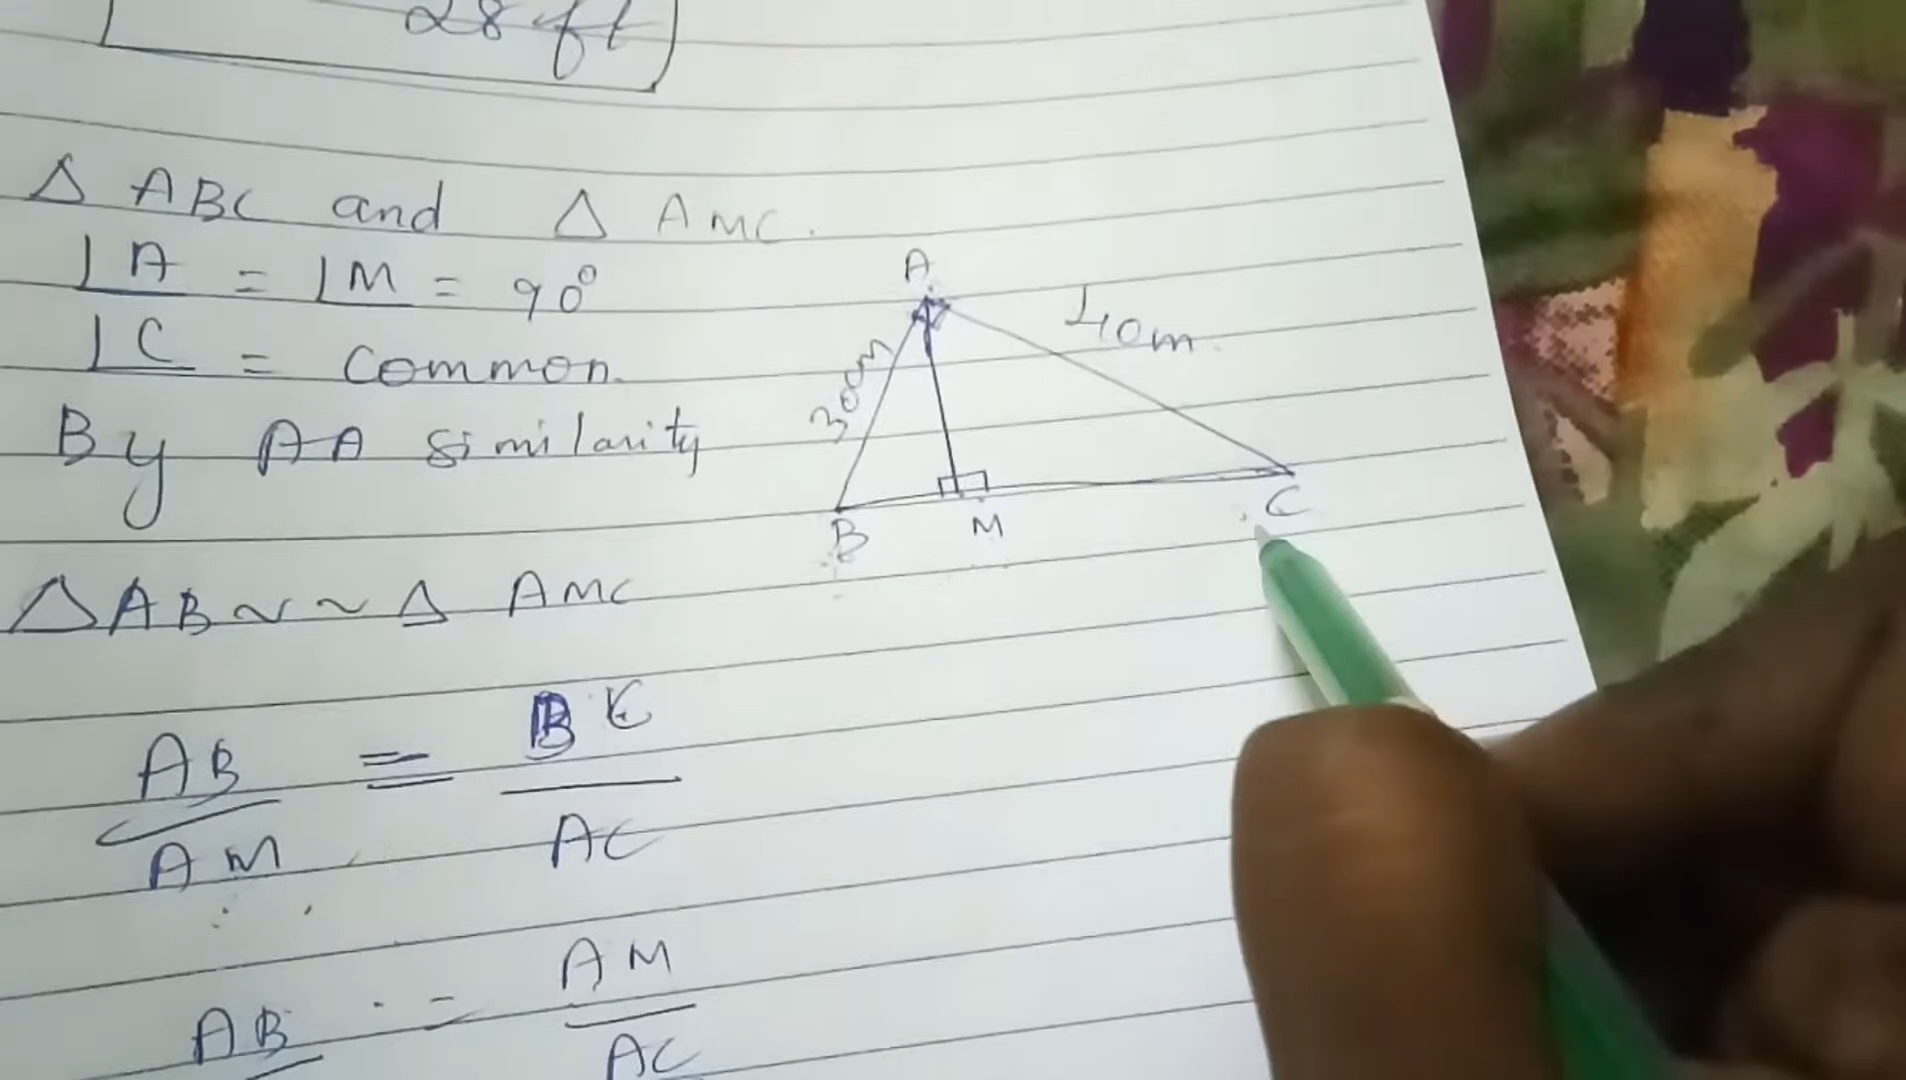 28 ft
Δ ABC and Δ AMC.
∠A = ∠M = 90°
∠C = Common.
By AA similarity
Δ AB ~ Δ AMC
AB / AM = BC / AC
AB = AM / AC
A
30m
40m
B
M
C